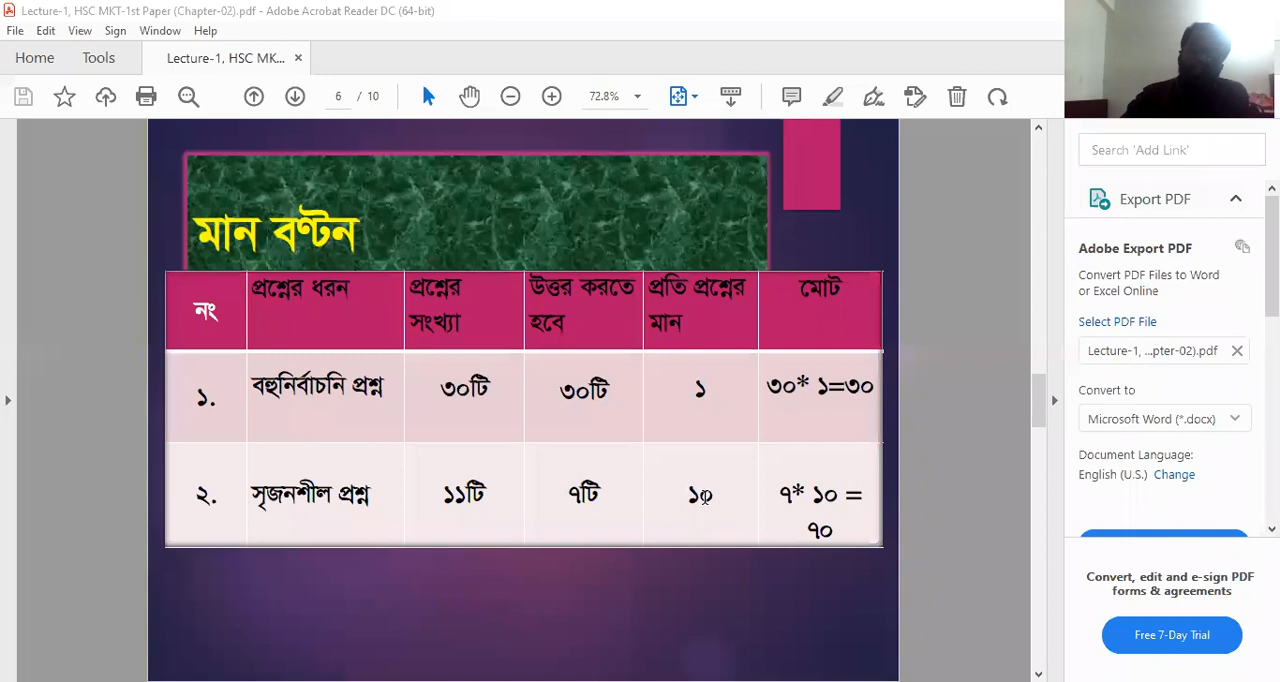 Lecture-1, HSC MKT-1st Paper (Chapter-02).pdf - Adobe Acrobat Reader DC (64-bit)
File Edit View Sign Window Help
Home Tools Lecture-1, HSC MK... ×
6 / 10 72.8%
Search 'Add Link'
Export PDF
Adobe Export PDF
Convert PDF Files to Word
or Excel Online
Select PDF File
Lecture-1, ...pter-02).pdf
Convert to
Microsoft Word (*.docx)
Document Language:
English (U.S.) Change
Convert, edit and e-sign PDF
forms & agreements
Free 7-Day Trial
মান বণ্টন
নং প্রশ্নের ধরন প্রশ্নের সংখ্যা উত্তর করতে হবে প্রতি প্রশ্নের মান মোট
১. বহুনির্বাচনি প্রশ্ন ৩০টি ৩০টি ১ ৩০* ১=৩০
২. সৃজনশীল প্রশ্ন ১১টি ৭টি ১০ ৭* ১০ =
৭০